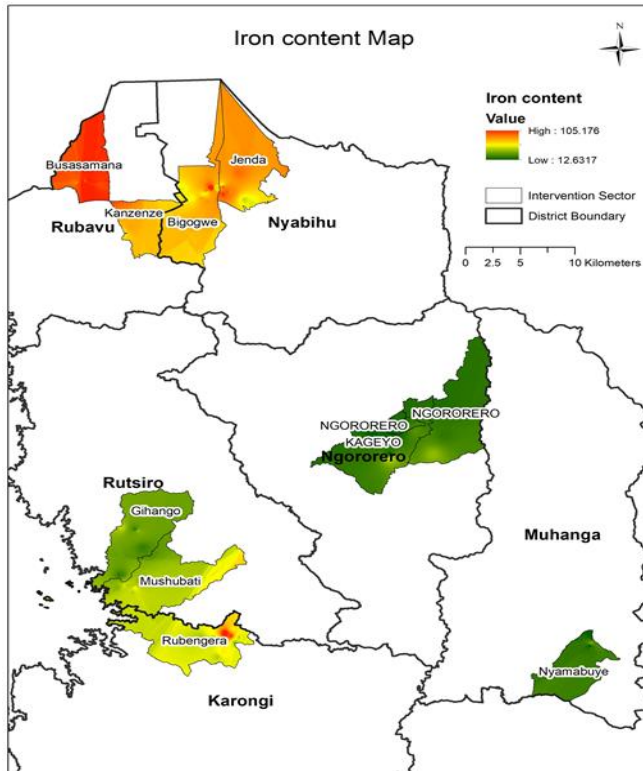 Iron content Map
N
Iron content
Value
High : 105.176
Low : 12.6317
Intervention Sector
District Boundary
0 2.5 5 10 Kilometers
Busasamana
Jenda
Kanzenze
Bigogwe
Rubavu
Nyabihu
NGORORERO
NGORORERO
KAGEYO
Ngororero
Rutsiro
Gihango
Muhanga
Mushubati
Rubengera
Nyamabuye
Karongi